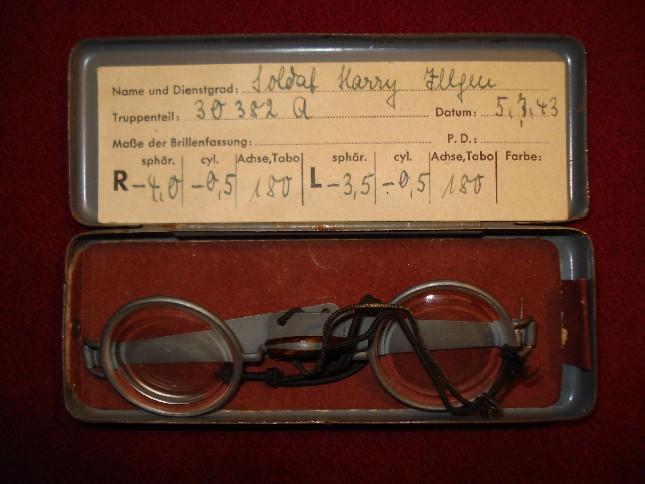 Name und Dienstgrad: Soldat Harry Illgen
Truppenteil: 30382 A Datum: 5.7.43
Maße der Brillenfassung: P. D.:
sphär. cyl. Achse,Tabo sphär. cyl. Achse,Tabo Farbe:
R -4,0 -0,5 180 L -3,5 -0,5 180